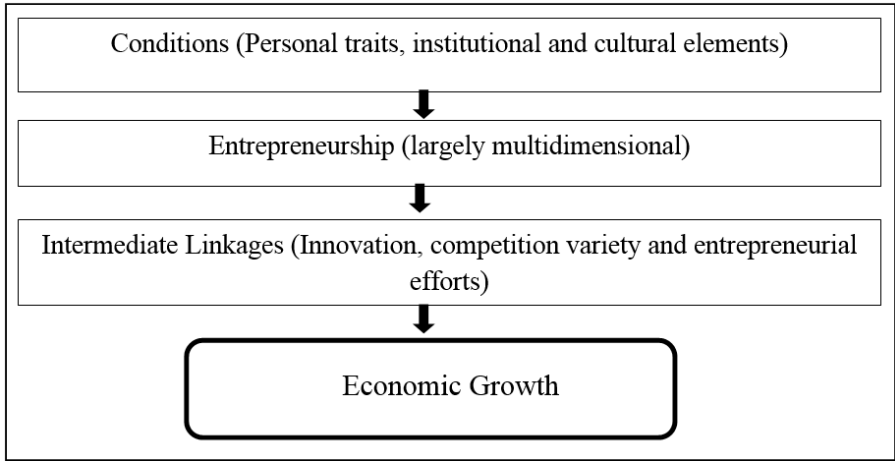 Conditions (Personal traits, institutional and cultural elements)
Entrepreneurship (largely multidimensional)
Intermediate Linkages (Innovation, competition variety and entrepreneurial
efforts)
Economic Growth